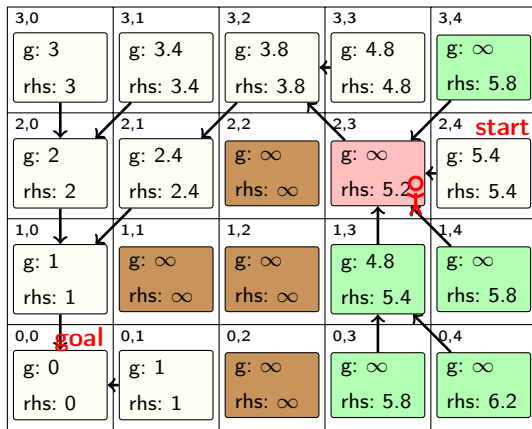 3,0 3,1 3,2 3,3 3,4
g: 3 g: 3.4 g: 3.8 g: 4.8 g: ∞
rhs: 3 rhs: 3.4 rhs: 3.8 rhs: 4.8 rhs: 5.8
2,0 2,1 2,2 2,3 2,4 start
g: 2 g: 2.4 g: ∞ g: ∞ g: 5.4
rhs: 2 rhs: 2.4 rhs: ∞ rhs: 5.2 rhs: 5.4
1,0 1,1 1,2 1,3 1,4
g: 1 g: ∞ g: ∞ g: 4.8 g: ∞
rhs: 1 rhs: ∞ rhs: ∞ rhs: 5.4 rhs: 5.8
0,0 goal 0,1 0,2 0,3 0,4
g: 0 g: 1 g: ∞ g: ∞ g: ∞
rhs: 0 rhs: 1 rhs: ∞ rhs: 5.8 rhs: 6.2